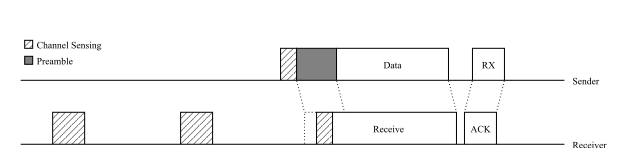 Channel Sensing
Preamble
Data
RX
Sender
Receive
ACK
Receiver